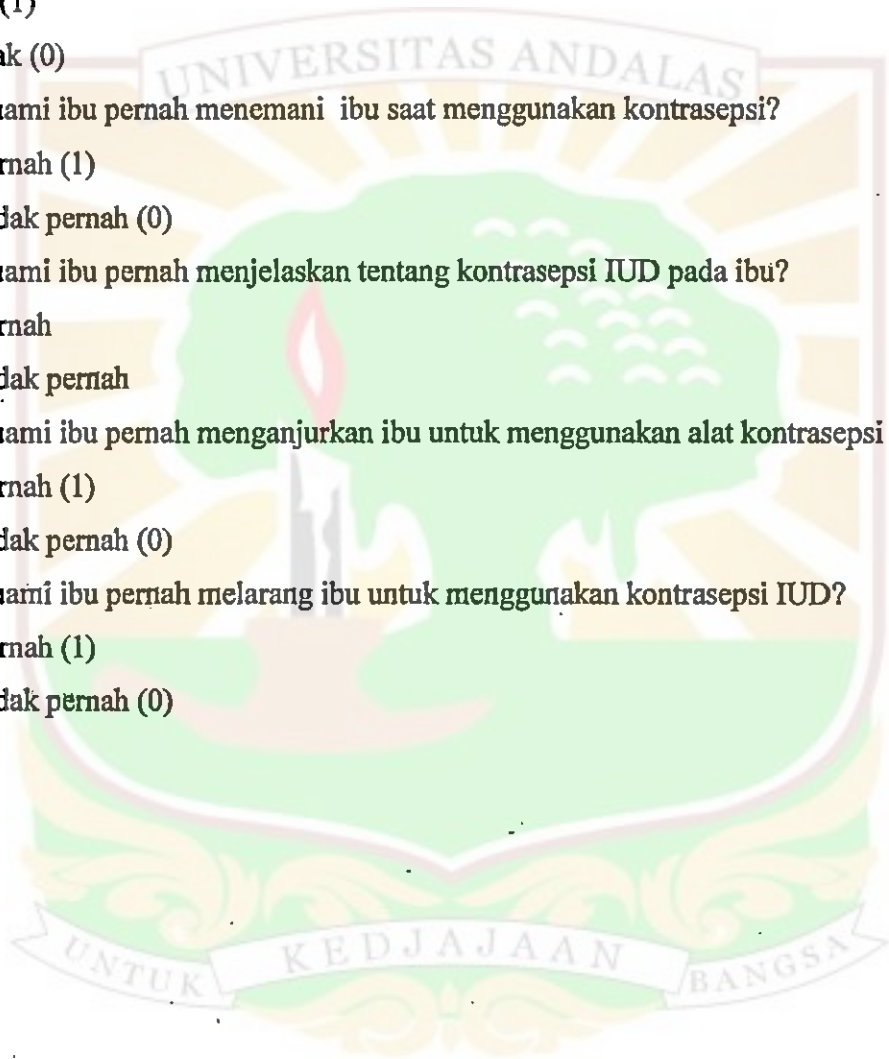 (1)
ak (0)
UNIVERSITAS ANDALAS
uami ibu pernah menemani ibu saat menggunakan kontrasepsi?
rnah (1)
dak pernah (0)
uami ibu pernah menjelaskan tentang kontrasepsi IUD pada ibu?
rnah
dak pernah
uami ibu pernah menganjurkan ibu untuk menggunakan alat kontrasepsi
rnah (1)
dak pernah (0)
uami ibu pernah melarang ibu untuk menggunakan kontrasepsi IUD?
rnah (1)
dak pernah (0)
UNTUK KEDJAJAAN BANGSA